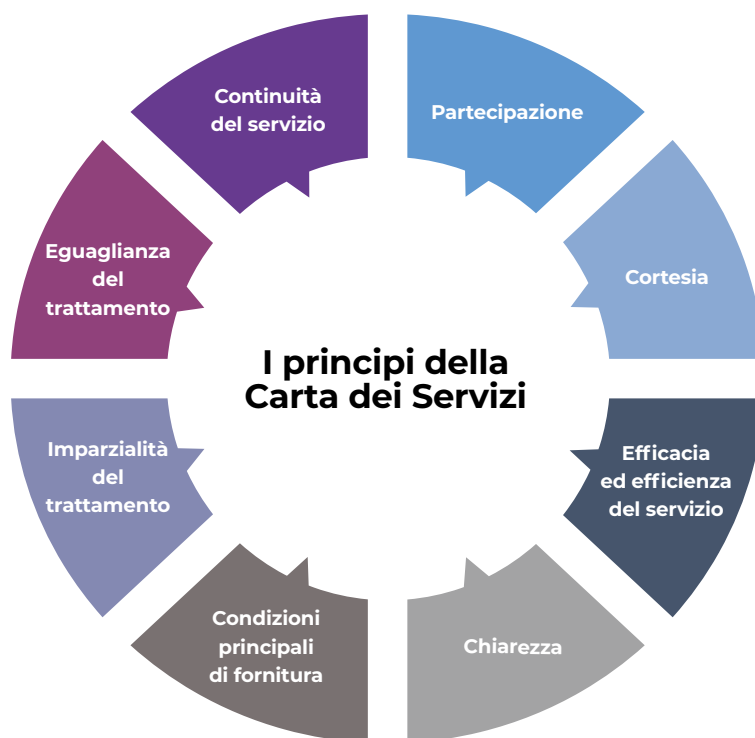 Continuità
del servizio
Partecipazione
Eguaglianza
del
trattamento
Cortesia
I principi della
Carta dei Servizi
Imparzialità
del
trattamento
Efficacia
ed efficienza
del servizio
Condizioni
principali
di fornitura
Chiarezza